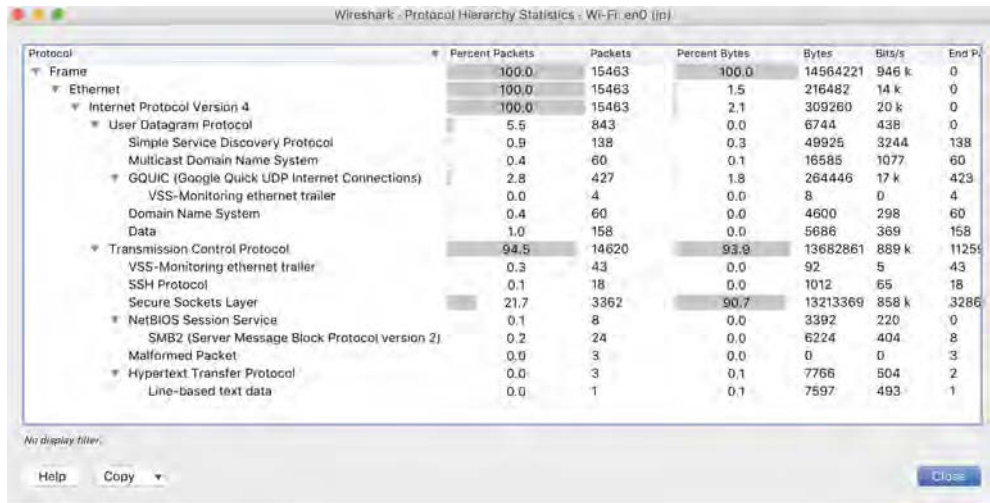 Wireshark · Protocol Hierarchy Statistics · Wi-Fi: en0 (ip)
Protocol Percent Packets Packets Percent Bytes Bytes Bits/s End P
Frame 100.0 15463 100.0 14564221 946 k 0
Ethernet 100.0 15463 1.5 216482 14 k 0
Internet Protocol Version 4 100.0 15463 2.1 309260 20 k 0
User Datagram Protocol 5.5 843 0.0 6744 438 0
Simple Service Discovery Protocol 0.9 138 0.3 49925 3244 138
Multicast Domain Name System 0.4 60 0.1 16585 1077 60
GQUIC (Google Quick UDP Internet Connections) 2.8 427 1.8 264446 17 k 423
VSS-Monitoring ethernet trailer 0.0 4 0.0 8 0 4
Domain Name System 0.4 60 0.0 4600 298 60
Data 1.0 158 0.0 5686 369 158
Transmission Control Protocol 94.5 14620 93.9 13682861 889 k 11259
VSS-Monitoring ethernet trailer 0.3 43 0.0 92 5 43
SSH Protocol 0.1 18 0.0 1012 65 18
Secure Sockets Layer 21.7 3362 90.7 13213369 858 k 3286
NetBIOS Session Service 0.1 8 0.0 3392 220 0
SMB2 (Server Message Block Protocol version 2) 0.2 24 0.0 6224 404 8
Malformed Packet 0.0 3 0.0 0 0 3
Hypertext Transfer Protocol 0.0 3 0.1 7766 504 2
Line-based text data 0.0 1 0.1 7597 493 1
No display filter.
Help Copy Close